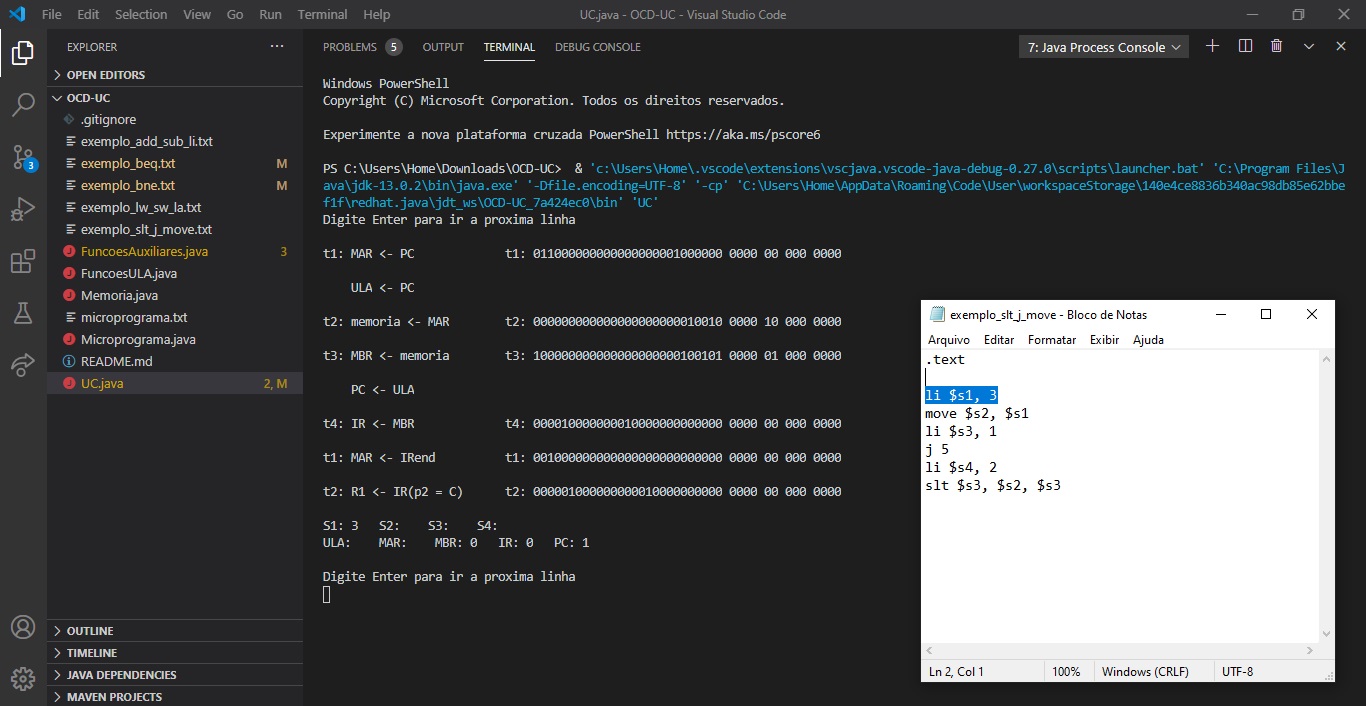 File Edit Selection View Go Run Terminal Help UC.java - OCD-UC - Visual Studio Code
EXPLORER ...
OPEN EDITORS
OCD-UC
.gitignore
exemplo_add_sub_li.txt
exemplo_beq.txt M
exemplo_bne.txt M
exemplo_lw_sw_la.txt
exemplo_slt_j_move.txt
FuncoesAuxiliares.java 3
FuncoesULA.java
Memoria.java
microprograma.txt
Microprograma.java
README.md
UC.java 2, M
OUTLINE
TIMELINE
JAVA DEPENDENCIES
MAVEN PROJECTS
3
PROBLEMS 5 OUTPUT TERMINAL DEBUG CONSOLE 7: Java Process Console
Windows PowerShell
Copyright (C) Microsoft Corporation. Todos os direitos reservados.
Experimente a nova plataforma cruzada PowerShell https://aka.ms/pscore6
PS C:\Users\Home\Downloads\OCD-UC> & 'c:\Users\Home\.vscode\extensions\vscjava.vscode-java-debug-0.27.0\scripts\launcher.bat' 'C:\Program Files\J
ava\jdk-13.0.2\bin\java.exe' '-Dfile.encoding=UTF-8' '-cp' 'C:\Users\Home\AppData\Roaming\Code\User\workspaceStorage\140e4ce8836b340ac98db85e62bbe
f1f\redhat.java\jdt_ws\OCD-UC_7a424ec0\bin' 'UC'
Digite Enter para ir a proxima linha
t1: MAR <- PC t1: 011000000000000000001000000 0000 00 000 0000
ULA <- PC
t2: memoria <- MAR t2: 000000000000000000000010010 0000 10 000 0000
t3: MBR <- memoria t3: 100000000000000000000100101 0000 01 000 0000
PC <- ULA
t4: IR <- MBR t4: 000010000000010000000000000 0000 00 000 0000
t1: MAR <- IRend t1: 001000000000000000000000000 0000 00 000 0000
t2: R1 <- IR(p2 = C) t2: 000001000000000010000000000 0000 00 000 0000
S1: 3 S2: S3: S4:
ULA: MAR: MBR: 0 IR: 0 PC: 1
Digite Enter para ir a proxima linha
exemplo_slt_j_move - Bloco de Notas
Arquivo Editar Formatar Exibir Ajuda
.text
li $s1, 3
move $s2, $s1
li $s3, 1
j 5
li $s4, 2
slt $s3, $s2, $s3
Ln 2, Col 1 100% Windows (CRLF) UTF-8